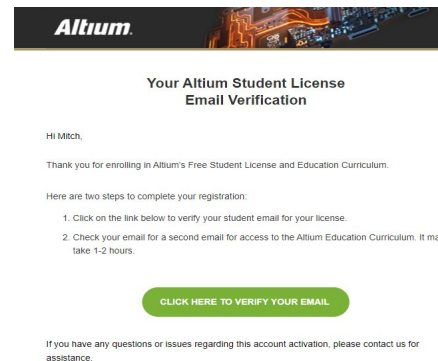 Altium.
Your Altium Student License
Email Verification
Hi Mitch,
Thank you for enrolling in Altium's Free Student License and Education Curriculum.
Here are two steps to complete your registration:
1. Click on the link below to verify your student email for your license.
2. Check your email for a second email for access to the Altium Education Curriculum. It ma
take 1-2 hours.
CLICK HERE TO VERIFY YOUR EMAIL
If you have any questions or issues regarding this account activation, please contact us for
assistance.